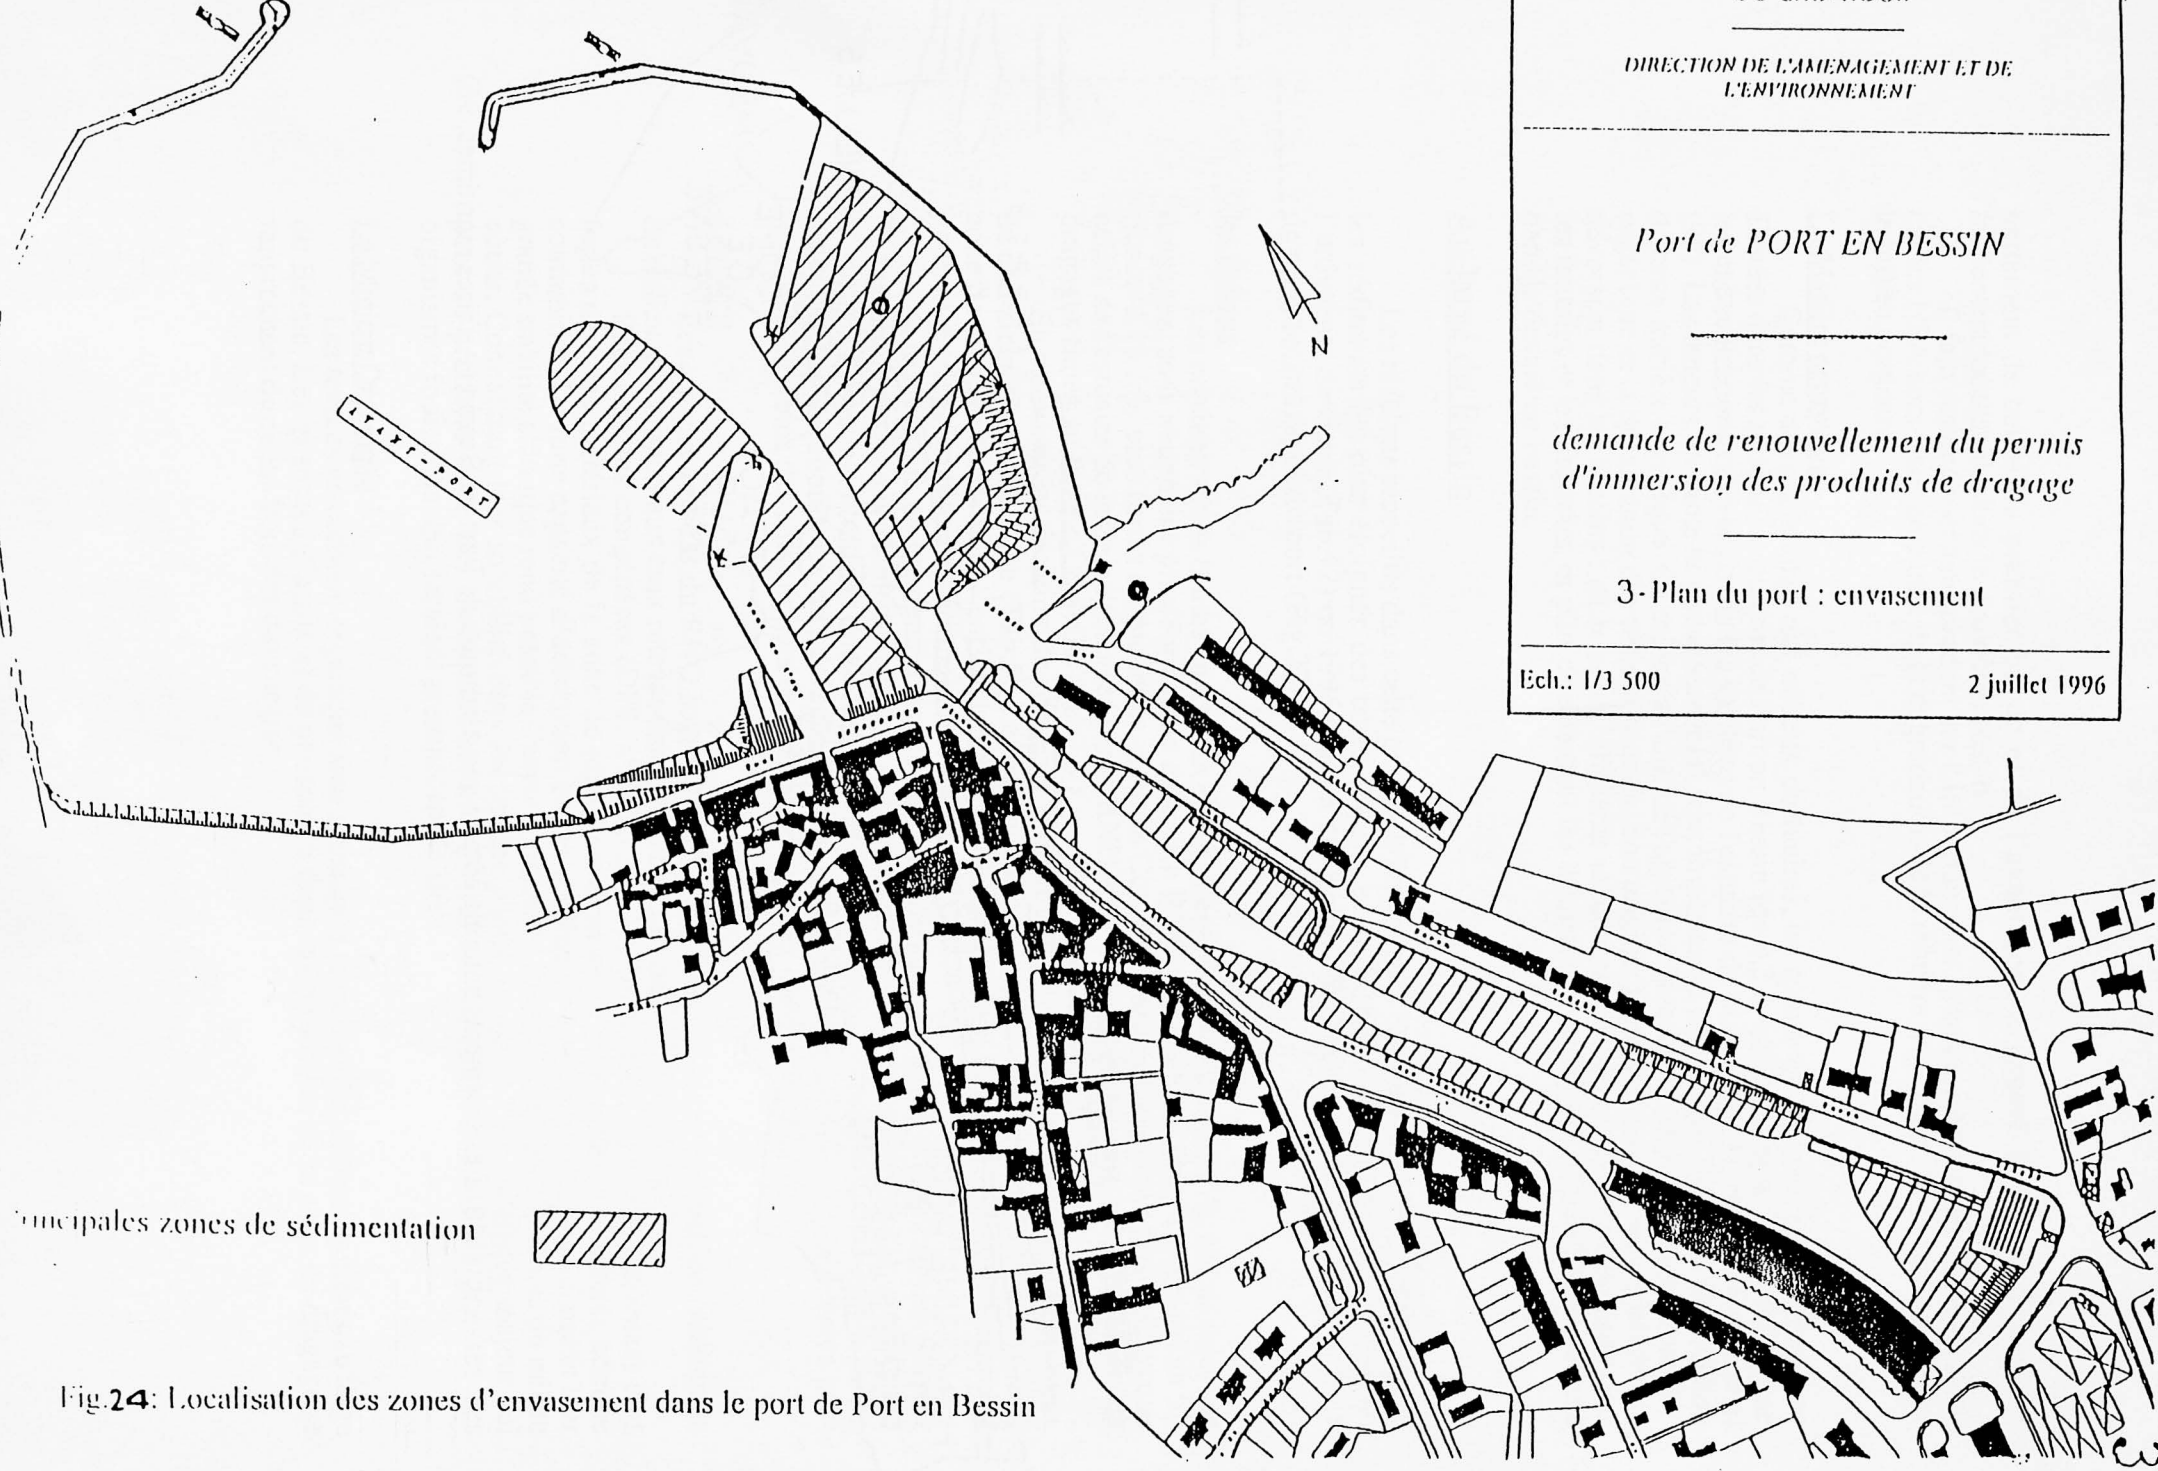 DIRECTION DE L'AMENAGEMENT ET DE
L'ENVIRONNEMENT
Port de PORT EN BESSIN
demande de renouvellement du permis
d'immersion des produits de dragage
3-Plan du port : envasement
Ech.: 1/3 500
2 juillet 1996
N
AVANT-PORT
zones de sédimentation
Fig.24: Localisation des zones d'envasement dans le port de Port en Bessin